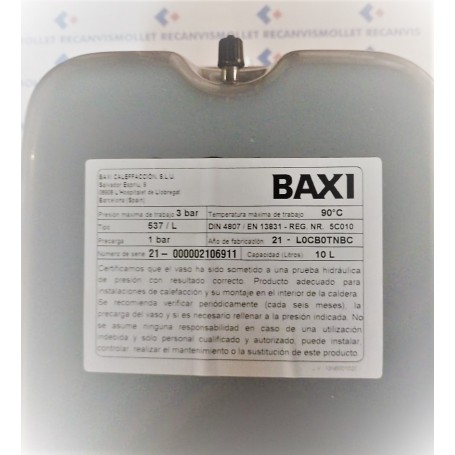 RECANVISMOLLET RECANVISMOLLET
BAXI
BAXI CALEFACCIÓN, S.L.U.
Salvador Espriu, 9
08908 L'Hospitalet de Llobregat
Barcelona (Spain)
BAXI
Presión máxima de trabajo 3 bar Temperatura máxima de trabajo 90°C
Tipo 537 / L DIN 4807 / EN 13831 - REG. NR. 5C010
Precarga 1 bar Año de fabricación 21 - L0CB0TNBC
Número de serie 21- 000002106911 Capacidad (Litros) 10 L
Certificamos que el vaso ha sido sometido a una prueba hidráulica
de presión con resultado correcto. Producto adecuado para
instalaciones de calefacción y su montaje en el interior de la caldera.
Se recomienda verificar periódicamente (cada seis meses), la
precarga del vaso y si es necesario rellenar a la presión indicada. No
se asume ninguna responsabilidad en caso de una utilización
indebida y solo personal cualificado y autorizado, puede instalar,
controlar, realizar el mantenimiento o la sustitución de este producto.